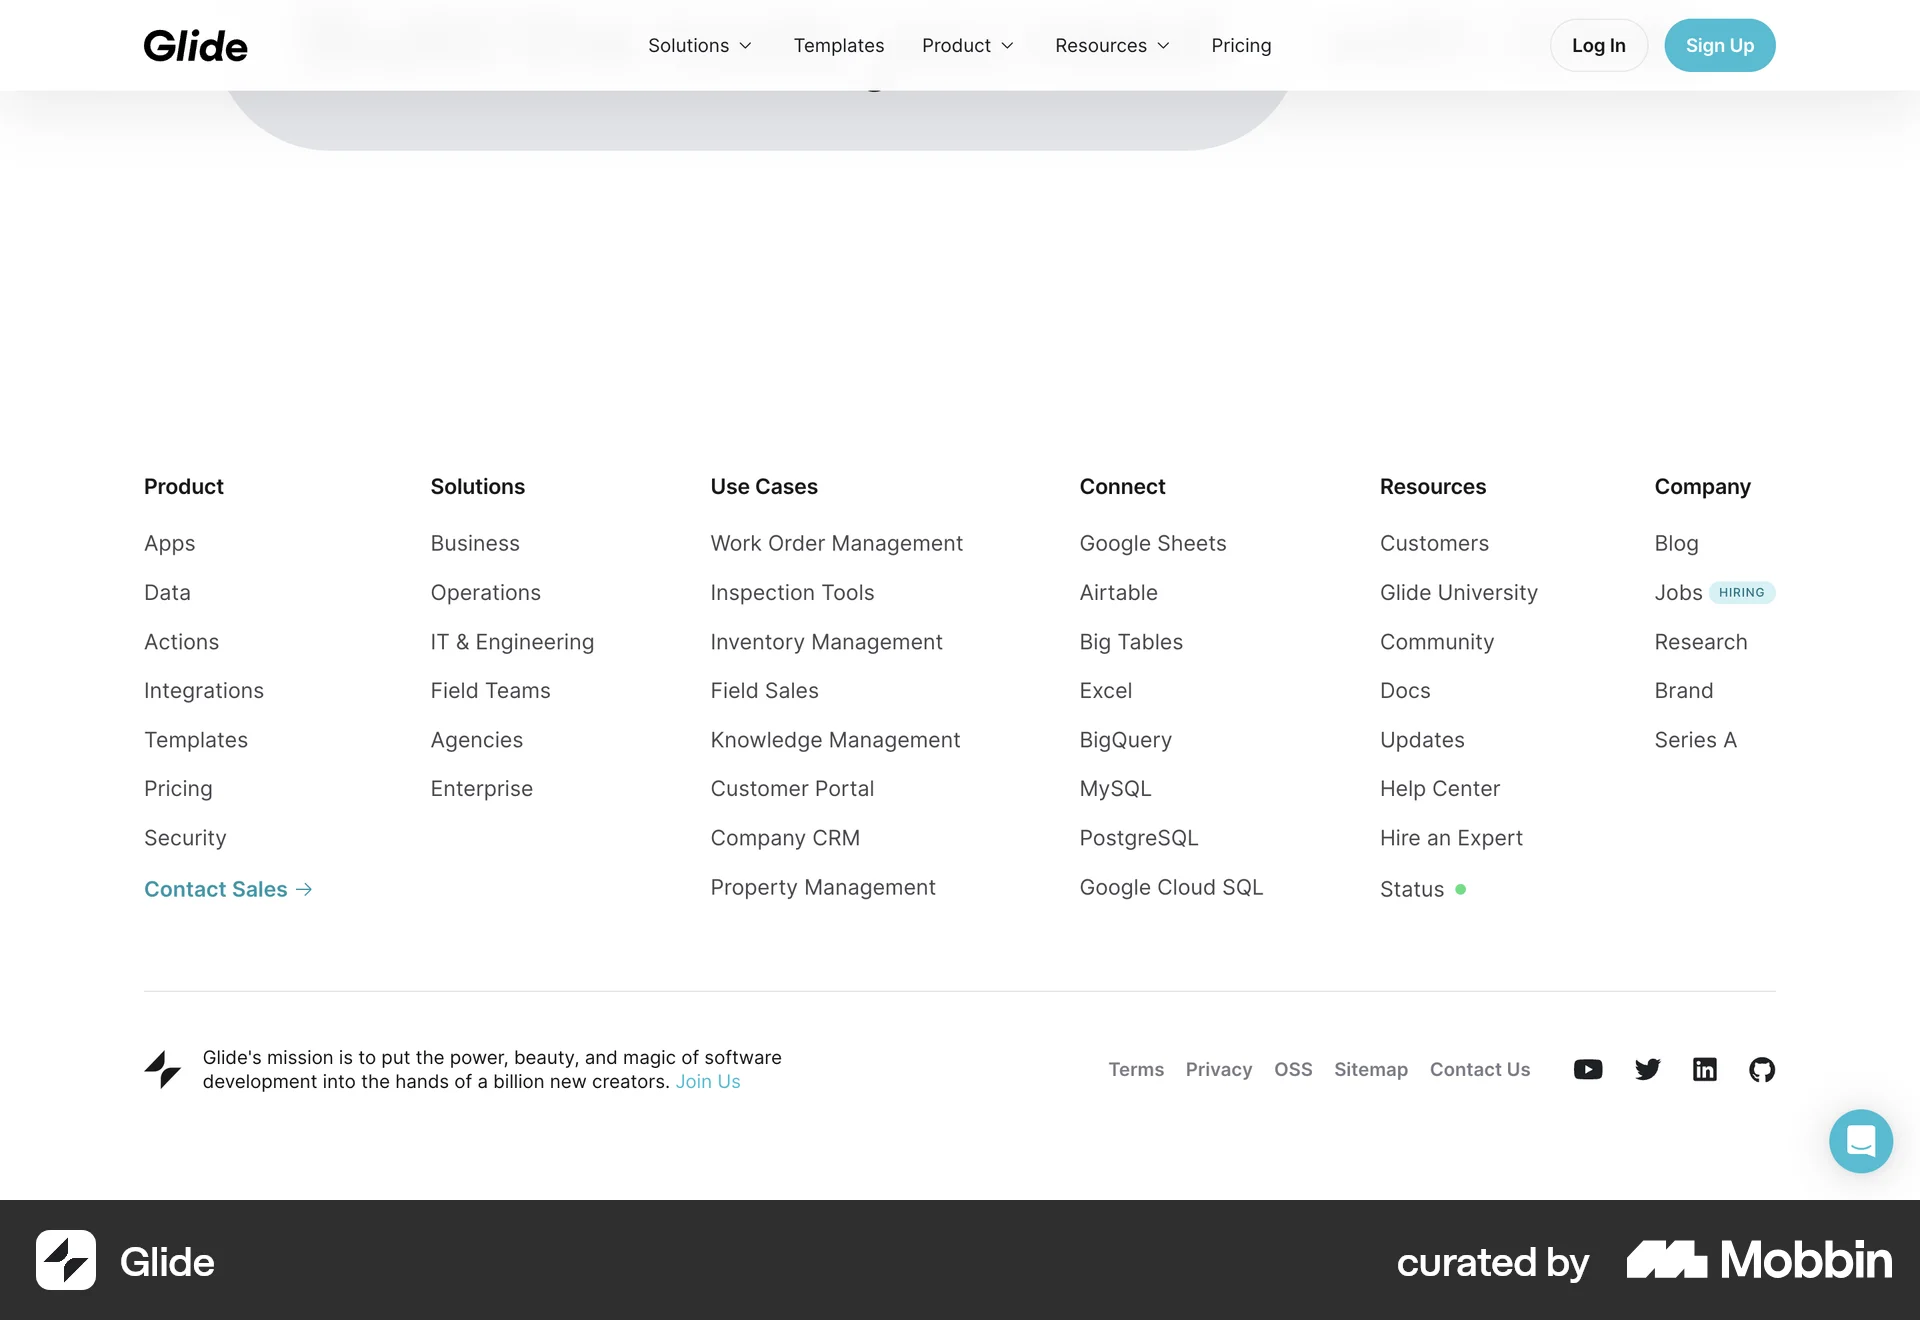 Glide
Solutions
Templates
Product
Resources
Pricing
Log In
Sign Up
Product
Apps
Data
Actions
Integrations
Templates
Pricing
Security
Contact Sales →
Solutions
Business
Operations
IT & Engineering
Field Teams
Agencies
Enterprise
Use Cases
Work Order Management
Inspection Tools
Inventory Management
Field Sales
Knowledge Management
Customer Portal
Company CRM
Property Management
Connect
Google Sheets
Airtable
Big Tables
Excel
BigQuery
MySQL
PostgreSQL
Google Cloud SQL
Resources
Customers
Glide University
Community
Docs
Updates
Help Center
Hire an Expert
Status
Company
Blog
Jobs HIRING
Research
Brand
Series A
Glide's mission is to put the power, beauty, and magic of software
development into the hands of a billion new creators. Join Us
Terms
Privacy
OSS
Sitemap
Contact Us
in
Glide
curated by Mobbin